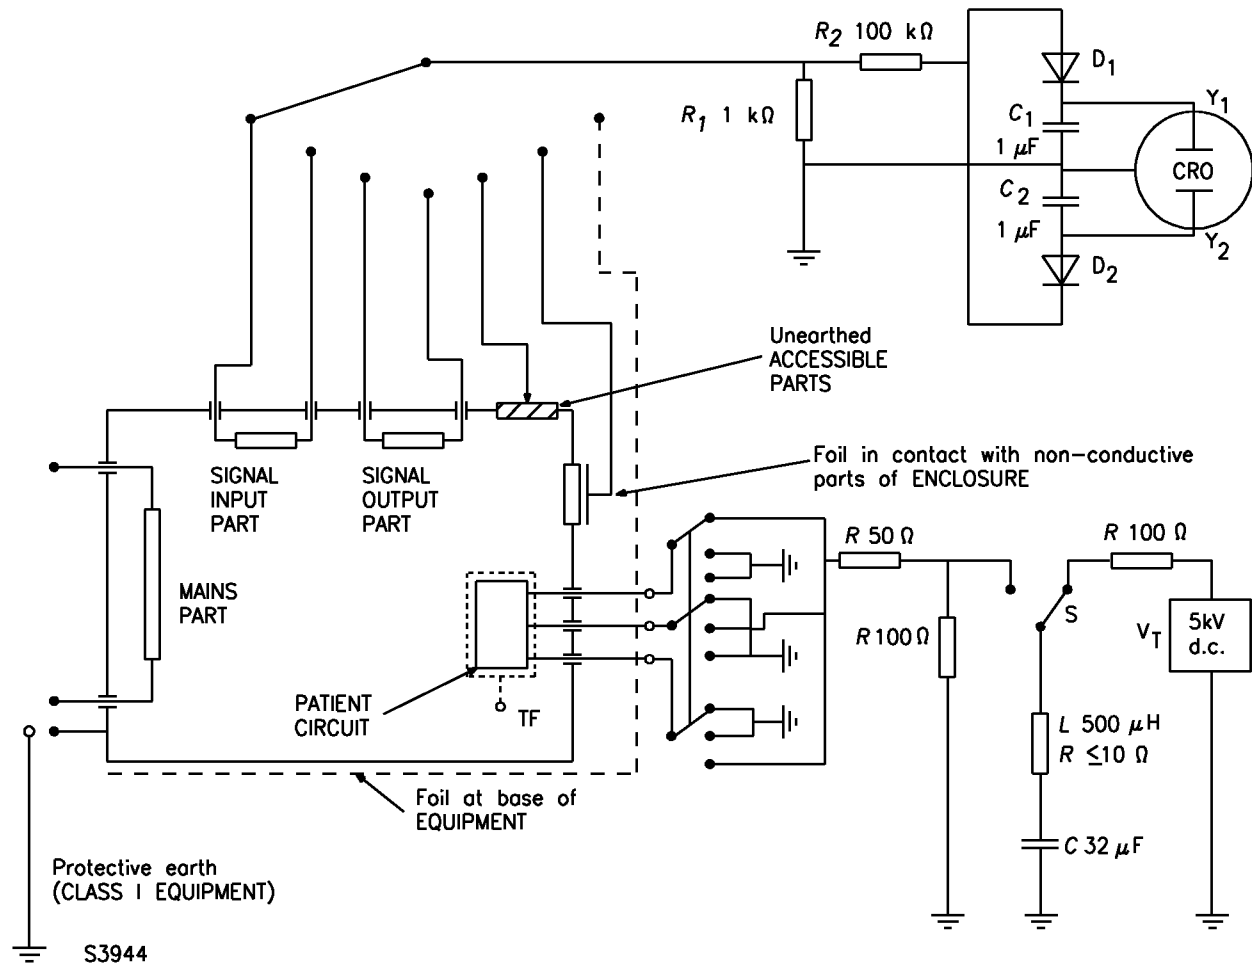 R2 100 kΩ
D1
R1 1 kΩ
C1
1 μF
Y1
CRO
C2
1 μF
Y2
D2
Unearthed
ACCESSIBLE
PARTS
SIGNAL
INPUT
PART
SIGNAL
OUTPUT
PART
Foil in contact with non-conductive
parts of ENCLOSURE
MAINS
PART
R 50 Ω
R 100 Ω
R 100 Ω
S
VT
5kV
d.c.
PATIENT
CIRCUIT
TF
L 500 μH
R ≤10 Ω
Foil at base of
EQUIPMENT
C 32 μF
Protective earth
(CLASS I EQUIPMENT)
S3944